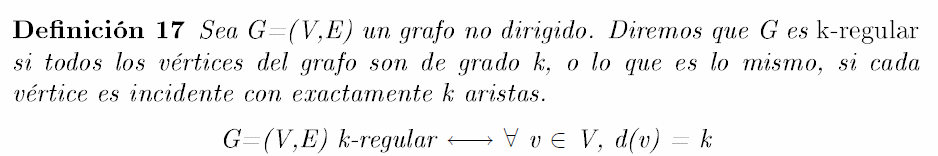 Definición 17 Sea G=(V,E) un grafo no dirigido. Diremos que G es k-regular
si todos los vértices del grafo son de grado k, o lo que es lo mismo, si cada
vértice es incidente con exactamente k aristas.
G=(V,E) k-regular ⟷ ∀ v ∈ V, d(v) = k